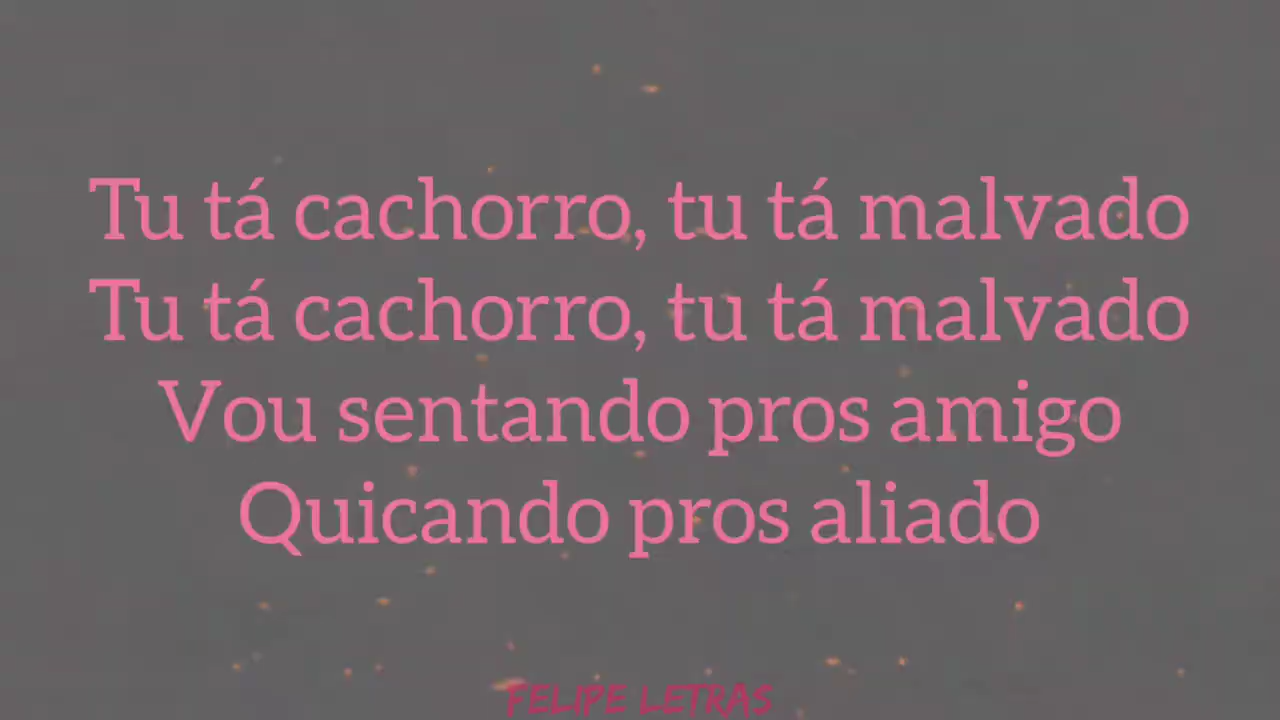 Tu tá cachorro, tu tá malvado
Tu tá cachorro, tu tá malvado
Vou sentando pros amigo
Quicando pros aliado
FELIPE LETRAS